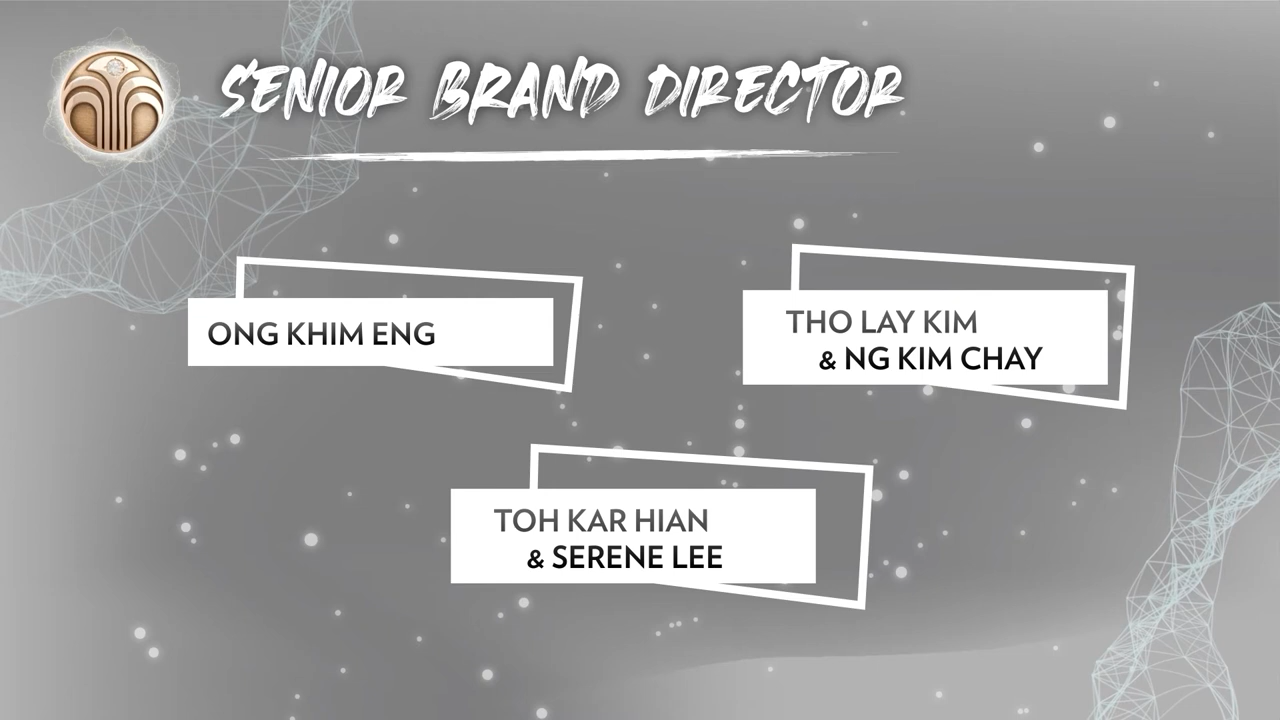 SENIOR BRAND DIRECTOR
ONG KHIM ENG
THO LAY KIM
& NG KIM CHAY
TOH KAR HIAN
& SERENE LEE